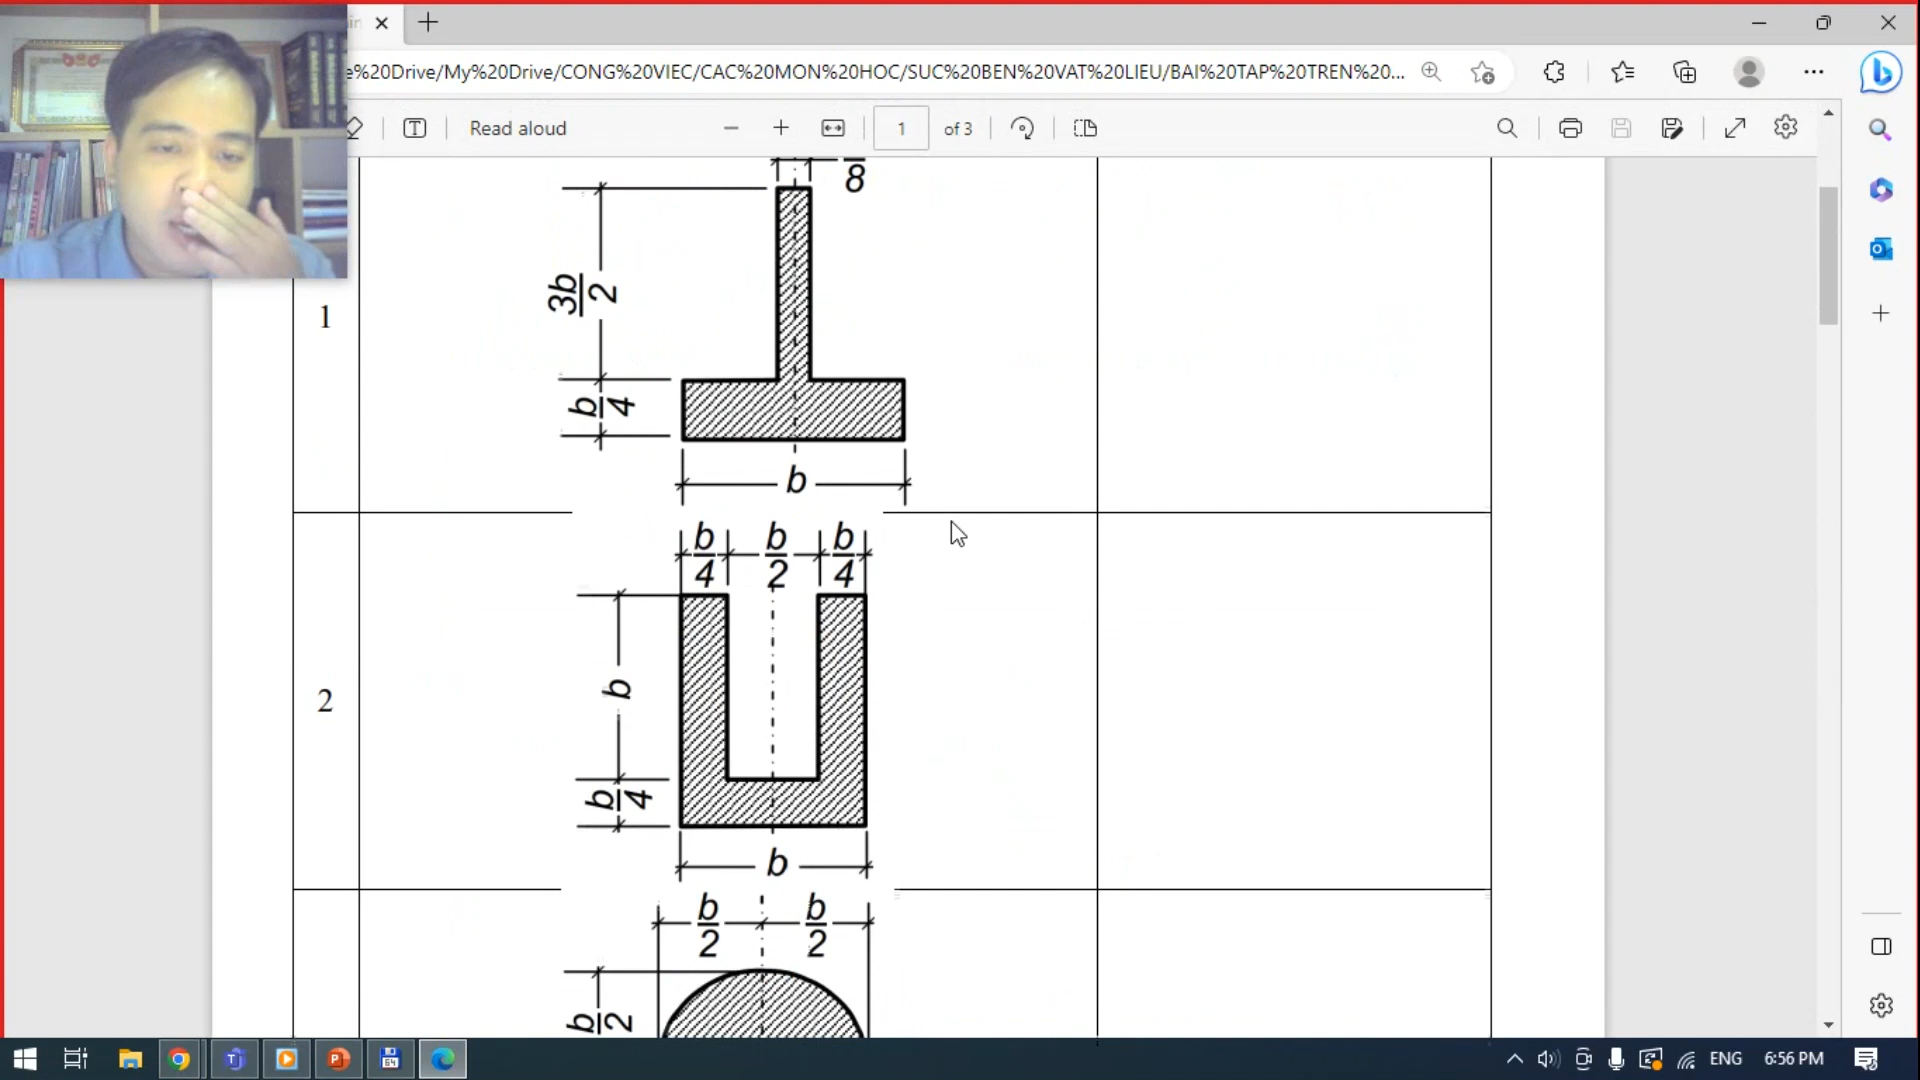 e%20Drive/My%20Drive/CONG%20VIEC/CAC%20MON%20HOC/SUC%20BEN%20VAT%20LIEU/BAI%20TAP%20TREN%20...
Read aloud
1 of 3
8
3b
2
1
b
4
b
b
4
b
2
b
4
b
2
b
4
b
b
2
b
2
b
2
64
ENG
6:56 PM